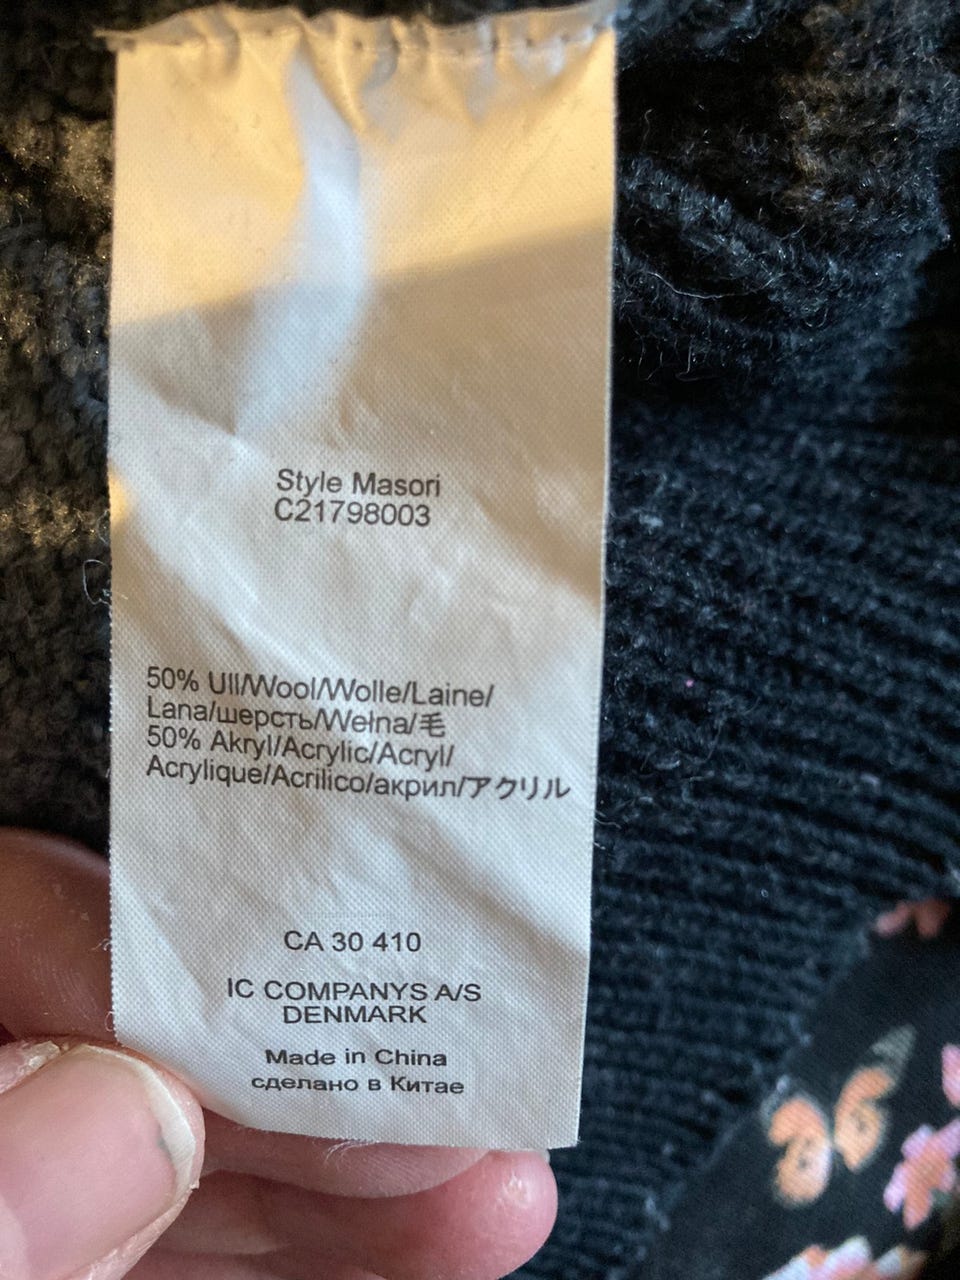 Style Masori
C21798003
50% Ull/Wool/Wolle/Laine/
Lana/шерсть/Wełna/毛
50% Akryl/Acrylic/Acryl/
Acrylique/Acrilico/акрил/アクリル
CA 30 410
IC COMPANYS A/S
DENMARK
Made in China
сделано в Китае